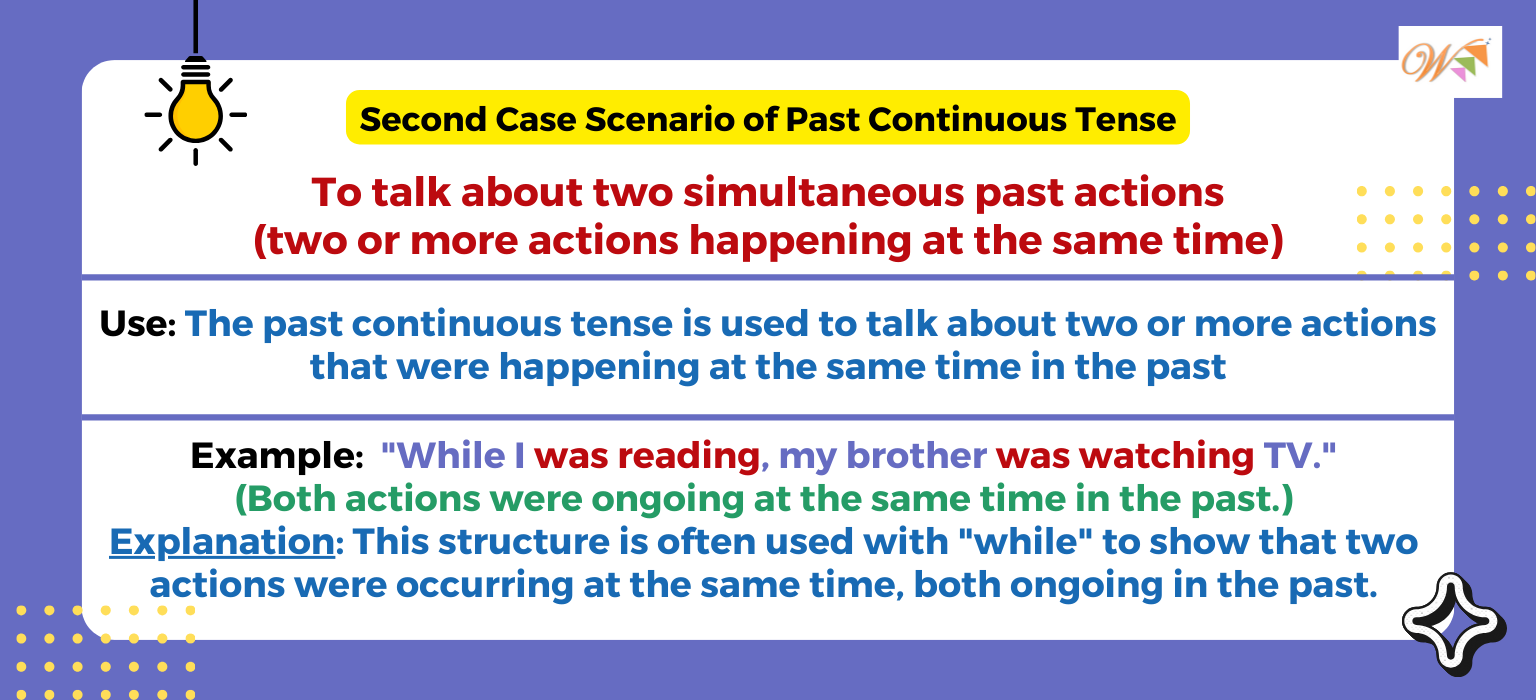 Second Case Scenario of Past Continuous Tense
To talk about two simultaneous past actions
(two or more actions happening at the same time)
Use: The past continuous tense is used to talk about two or more actions
that were happening at the same time in the past
Example: "While I was reading, my brother was watching TV."
(Both actions were ongoing at the same time in the past.)
Explanation: This structure is often used with "while" to show that two
actions were occurring at the same time, both ongoing in the past.
W